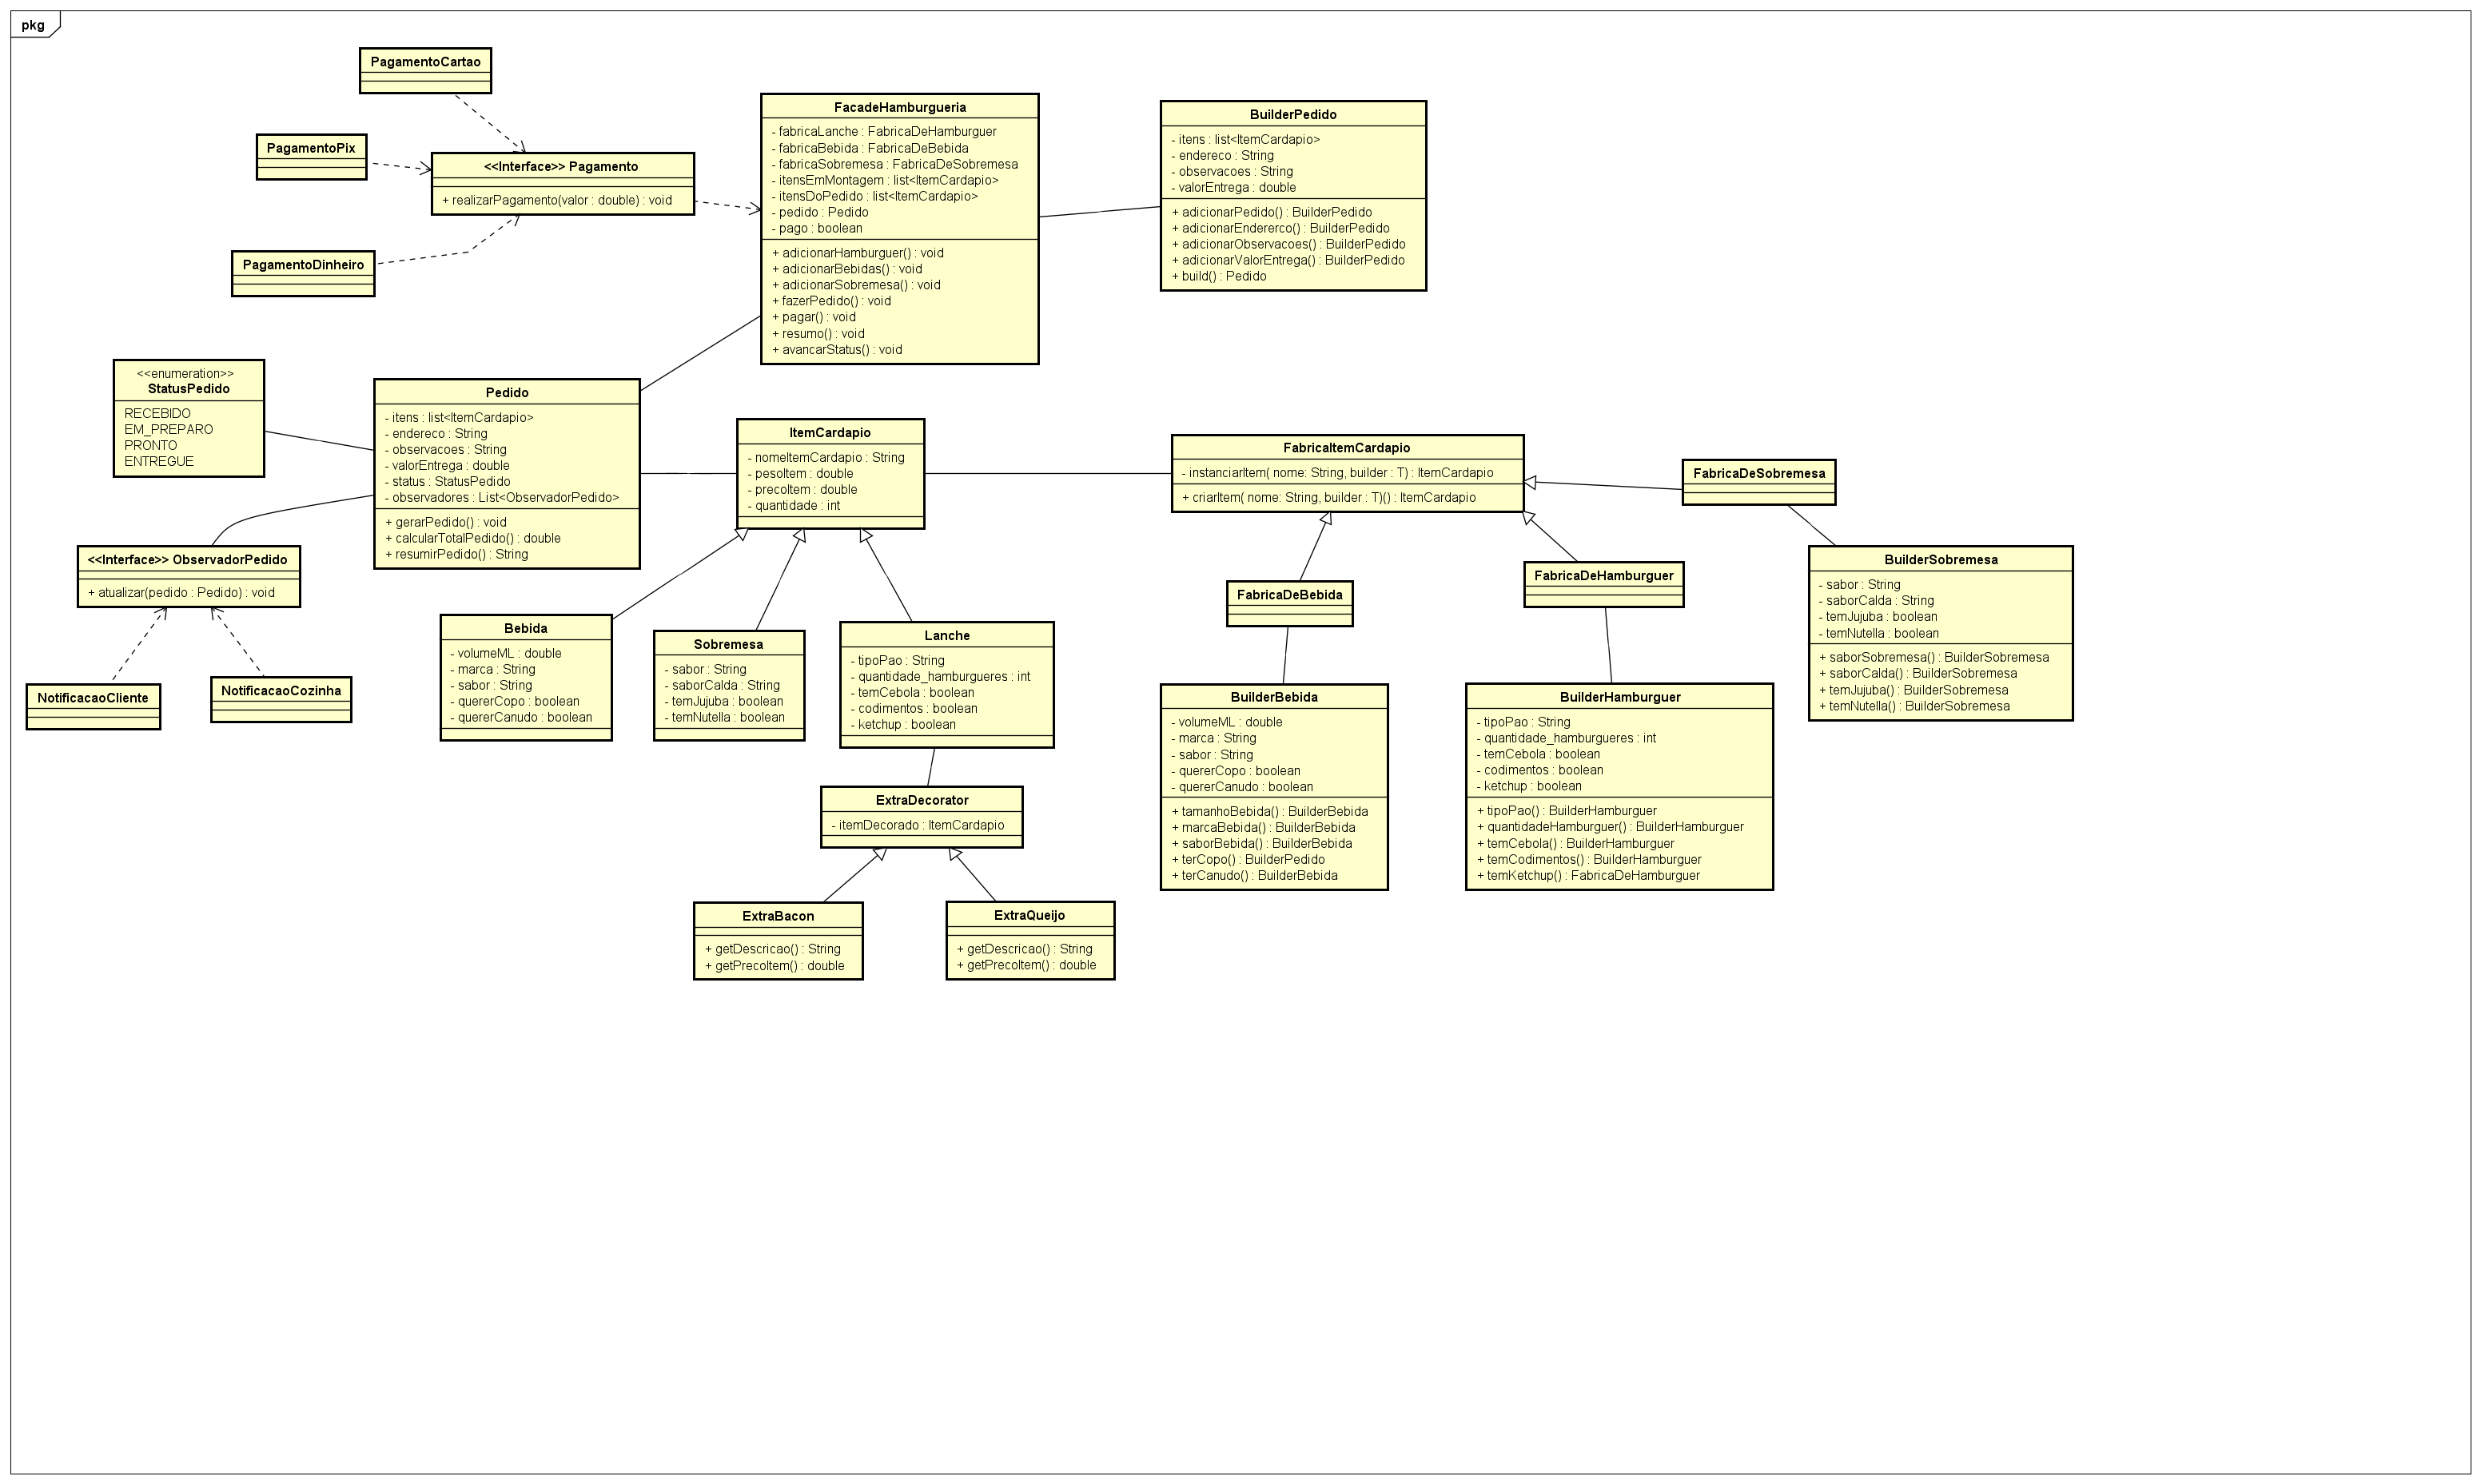 pkg
PagamentoCartao
PagamentoPix
<<Interface>> Pagamento
+ realizarPagamento(valor : double) : void
PagamentoDinheiro
FacadeHamburgueria
- fabricaLanche : FabricaDeHamburguer
- fabricaBebida : FabricaDeBebida
- fabricaSobremesa : FabricaDeSobremesa
- itensEmMontagem : list<ItemCardapio>
- itensDoPedido : list<ItemCardapio>
- pedido : Pedido
- pago : boolean
+ adicionarHamburguer() : void
+ adicionarBebidas() : void
+ adicionarSobremesa() : void
+ fazerPedido() : void
+ pagar() : void
+ resumo() : void
+ avancarStatus() : void
BuilderPedido
- itens : list<ItemCardapio>
- endereco : String
- observacoes : String
- valorEntrega : double
+ adicionarPedido() : BuilderPedido
+ adicionarEndererco() : BuilderPedido
+ adicionarObservacoes() : BuilderPedido
+ adicionarValorEntrega() : BuilderPedido
+ build() : Pedido
<<enumeration>>
StatusPedido
RECEBIDO
EM_PREPARO
PRONTO
ENTREGUE
Pedido
- itens : list<ItemCardapio>
- endereco : String
- observacoes : String
- valorEntrega : double
- status : StatusPedido
- observadores : List<ObservadorPedido>
+ gerarPedido() : void
+ calcularTotalPedido() : double
+ resumirPedido() : String
ItemCardapio
- nomeItemCardapio : String
- pesoItem : double
- precoItem : double
- quantidade : int
FabricaItemCardapio
- instanciarItem( nome: String, builder : T) : ItemCardapio
+ criarItem( nome: String, builder : T)() : ItemCardapio
FabricaDeSobremesa
<<Interface>> ObservadorPedido
+ atualizar(pedido : Pedido) : void
NotificacaoCliente
NotificacaoCozinha
Bebida
- volumeML : double
- marca : String
- sabor : String
- quererCopo : boolean
- quererCanudo : boolean
Sobremesa
- sabor : String
- saborCalda : String
- temJujuba : boolean
- temNutella : boolean
Lanche
- tipoPao : String
- quantidade_hamburgueres : int
- temCebola : boolean
- codimentos : boolean
- ketchup : boolean
FabricaDeBebida
FabricaDeHamburguer
BuilderSobremesa
- sabor : String
- saborCalda : String
- temJujuba : boolean
- temNutella : boolean
+ saborSobremesa() : BuilderSobremesa
+ saborCalda() : BuilderSobremesa
+ temJujuba() : BuilderSobremesa
+ temNutella() : BuilderSobremesa
BuilderBebida
- volumeML : double
- marca : String
- sabor : String
- quererCopo : boolean
- quererCanudo : boolean
+ tamanhoBebida() : BuilderBebida
+ marcaBebida() : BuilderBebida
+ saborBebida() : BuilderBebida
+ terCopo() : BuilderPedido
+ terCanudo() : BuilderBebida
BuilderHamburguer
- tipoPao : String
- quantidade_hamburgueres : int
- temCebola : boolean
- codimentos : boolean
- ketchup : boolean
+ tipoPao() : BuilderHamburguer
+ quantidadeHamburguer() : BuilderHamburguer
+ temCebola() : BuilderHamburguer
+ temCodimentos() : BuilderHamburguer
+ temKetchup() : FabricaDeHamburguer
ExtraDecorator
- itemDecorado : ItemCardapio
ExtraBacon
+ getDescricao() : String
+ getPrecoItem() : double
ExtraQueijo
+ getDescricao() : String
+ getPrecoItem() : double